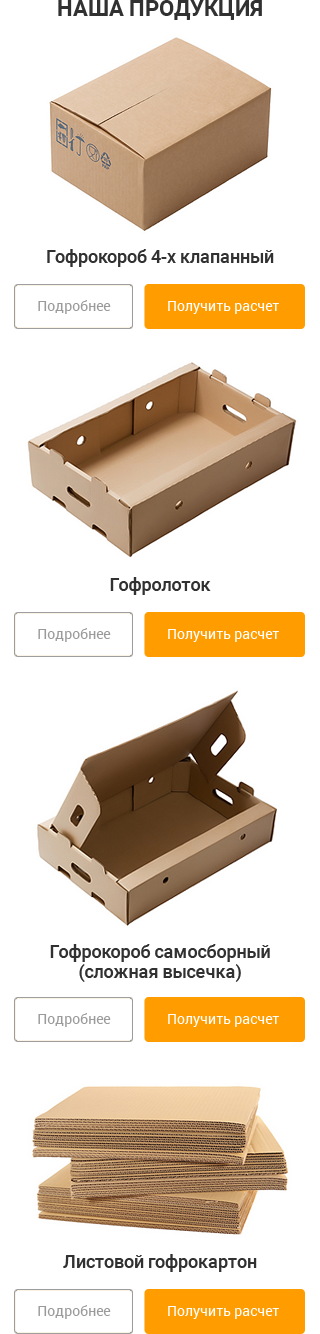 НАША ПРОДУКЦИЯ
Гофрокороб 4-х клапанный
Подробнее
Получить расчет
Гофролоток
Подробнее
Получить расчет
Гофрокороб самосборный
(сложная высечка)
Подробнее
Получить расчет
Листовой гофрокартон
Подробнее
Получить расчет